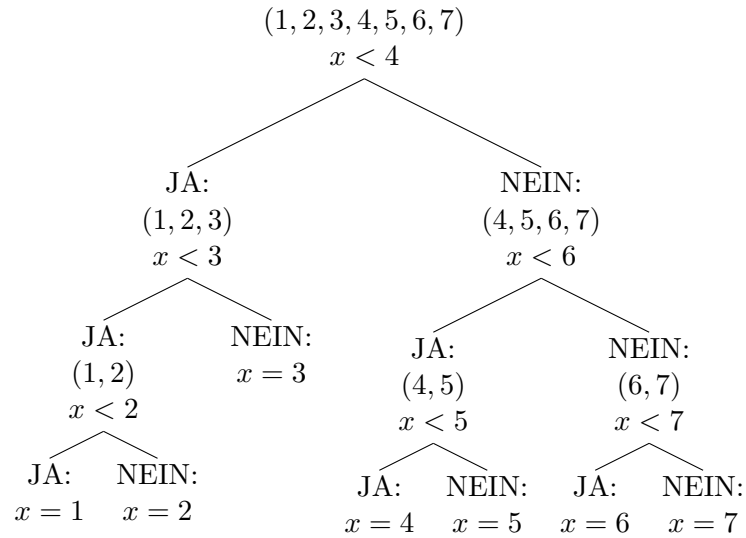 (1, 2, 3, 4, 5, 6, 7)
x < 4
JA:
(1, 2, 3)
x < 3
NEIN:
(4, 5, 6, 7)
x < 6
JA:
(1, 2)
x < 2
NEIN:
x = 3
JA:
(4, 5)
x < 5
NEIN:
(6, 7)
x < 7
JA:
x = 1
NEIN:
x = 2
JA:
x = 4
NEIN:
x = 5
JA:
x = 6
NEIN:
x = 7